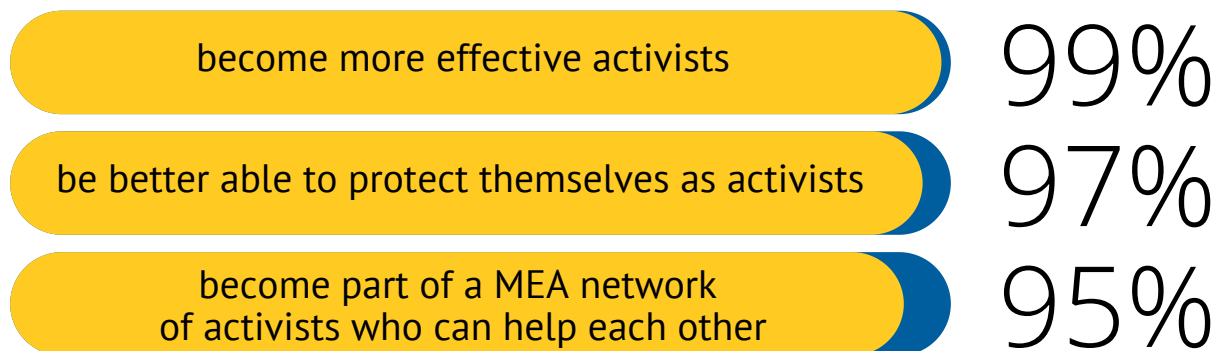 become more effective activists 99%
be better able to protect themselves as activists 97%
become part of a MEA network
of activists who can help each other 95%